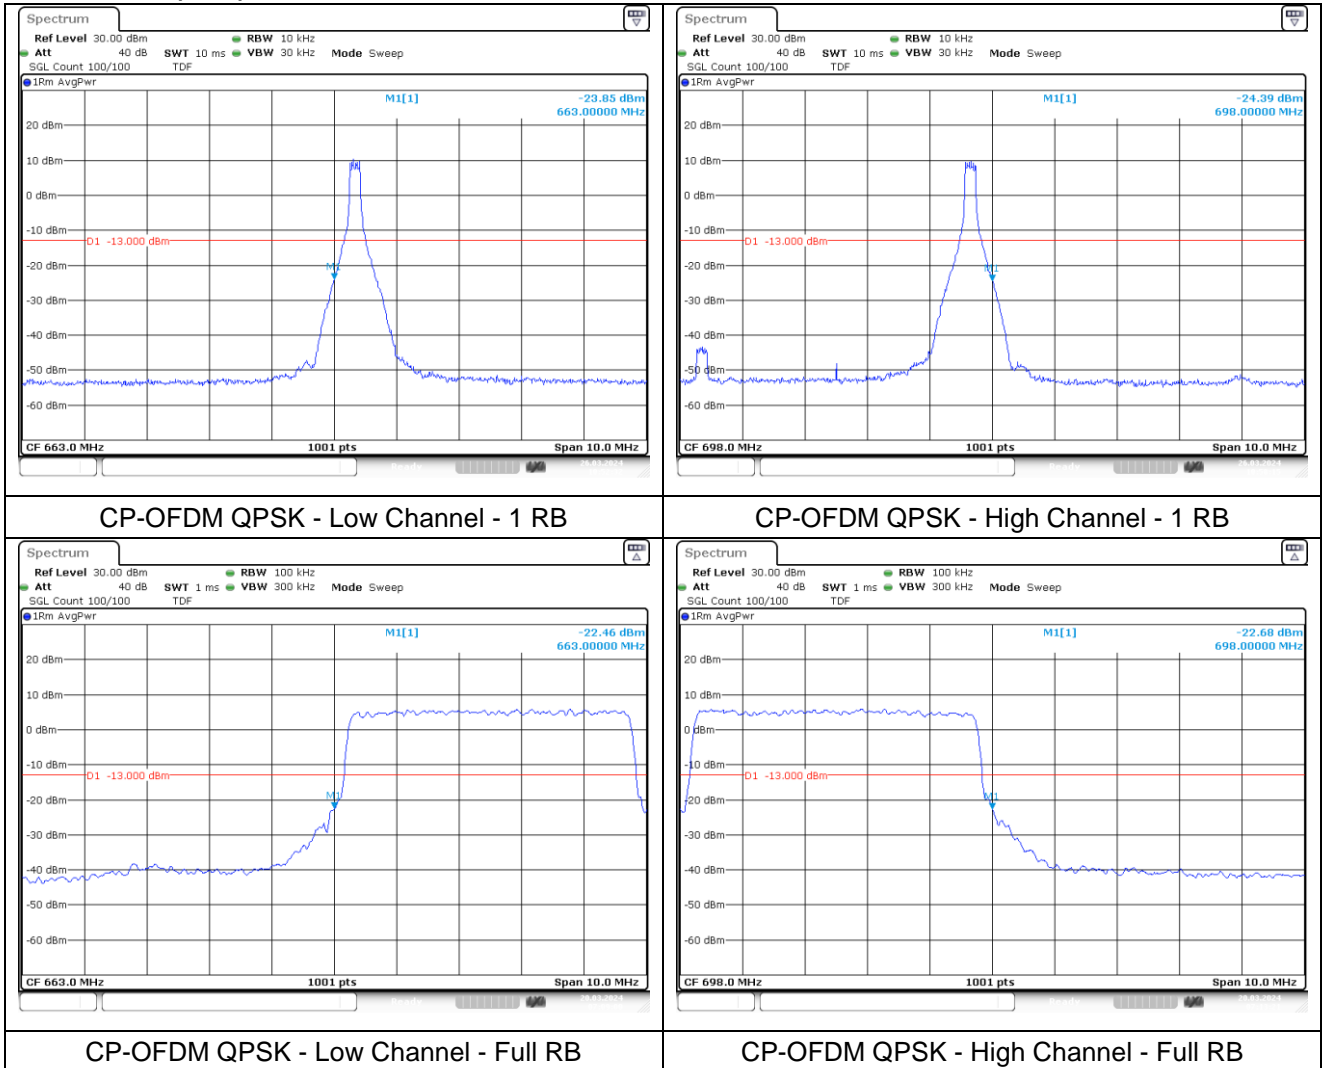 Spectrum
Ref Level 30.00 dBm RBW 10 kHz
Att 40 dB SWT 10 ms VBW 30 kHz Mode Sweep
SGL Count 100/100 TDF
1Rm AvgPwr
M1[1] -23.85 dBm
663.00000 MHz
20 dBm
10 dBm
0 dBm
-10 dBm
D1 -13.000 dBm
-20 dBm
M1
-30 dBm
-40 dBm
-50 dBm
-60 dBm
CF 663.0 MHz 1001 pts Span 10.0 MHz
Ready
CP-OFDM QPSK - Low Channel - 1 RB
Spectrum
Ref Level 30.00 dBm RBW 10 kHz
Att 40 dB SWT 10 ms VBW 30 kHz Mode Sweep
SGL Count 100/100 TDF
1Rm AvgPwr
M1[1] -24.39 dBm
698.00000 MHz
20 dBm
10 dBm
0 dBm
-10 dBm
D1 -13.000 dBm
-20 dBm
M1
-30 dBm
-40 dBm
-50 dBm
-60 dBm
CF 698.0 MHz 1001 pts Span 10.0 MHz
Ready
CP-OFDM QPSK - High Channel - 1 RB
Spectrum
Ref Level 30.00 dBm RBW 100 kHz
Att 40 dB SWT 1 ms VBW 300 kHz Mode Sweep
SGL Count 100/100 TDF
1Rm AvgPwr
M1[1] -22.46 dBm
663.00000 MHz
20 dBm
10 dBm
0 dBm
-10 dBm
D1 -13.000 dBm
-20 dBm
M1
-30 dBm
-40 dBm
-50 dBm
-60 dBm
CF 663.0 MHz 1001 pts Span 10.0 MHz
Ready
CP-OFDM QPSK - Low Channel - Full RB
Spectrum
Ref Level 30.00 dBm RBW 100 kHz
Att 40 dB SWT 1 ms VBW 300 kHz Mode Sweep
SGL Count 100/100 TDF
1Rm AvgPwr
M1[1] -22.68 dBm
698.00000 MHz
20 dBm
10 dBm
0 dBm
-10 dBm
D1 -13.000 dBm
-20 dBm
M1
-30 dBm
-40 dBm
-50 dBm
-60 dBm
CF 698.0 MHz 1001 pts Span 10.0 MHz
Ready
CP-OFDM QPSK - High Channel - Full RB